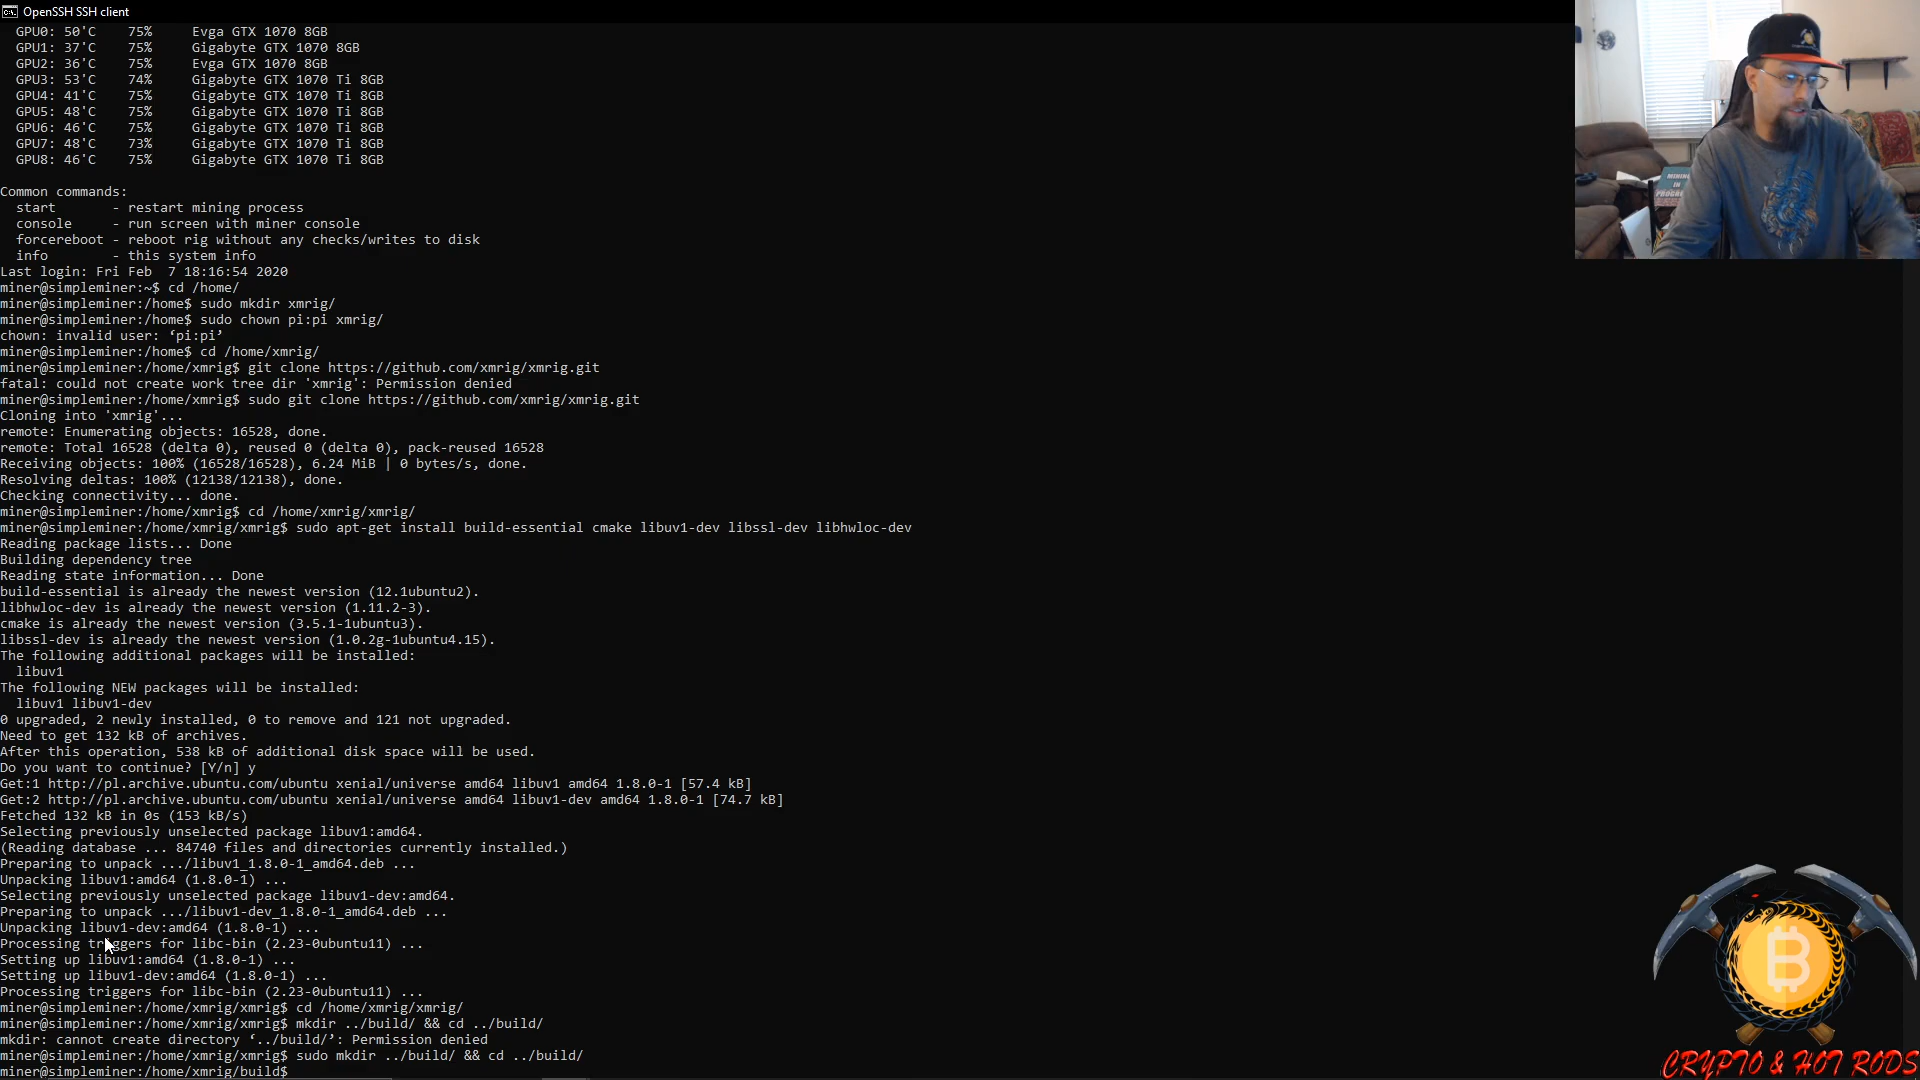 OpenSSH SSH client
GPU0: 50'C    75%     Evga GTX 1070 8GB
GPU1: 37'C    75%     Gigabyte GTX 1070 8GB
GPU2: 36'C    75%     Evga GTX 1070 8GB
GPU3: 53'C    74%     Gigabyte GTX 1070 Ti 8GB
GPU4: 41'C    75%     Gigabyte GTX 1070 Ti 8GB
GPU5: 48'C    75%     Gigabyte GTX 1070 Ti 8GB
GPU6: 46'C    75%     Gigabyte GTX 1070 Ti 8GB
GPU7: 48'C    73%     Gigabyte GTX 1070 Ti 8GB
GPU8: 46'C    75%     Gigabyte GTX 1070 Ti 8GB
Common commands:
start       - restart mining process
console     - run screen with miner console
forcereboot - reboot rig without any checks/writes to disk
info        - this system info
Last login: Fri Feb  7 18:16:54 2020
miner@simpleminer:~$ cd /home/
miner@simpleminer:/home$ sudo mkdir xmrig/
miner@simpleminer:/home$ sudo chown pi:pi xmrig/
chown: invalid user: ‘pi:pi’
miner@simpleminer:/home$ cd /home/xmrig/
miner@simpleminer:/home/xmrig$ git clone https://github.com/xmrig/xmrig.git
fatal: could not create work tree dir 'xmrig': Permission denied
miner@simpleminer:/home/xmrig$ sudo git clone https://github.com/xmrig/xmrig.git
Cloning into 'xmrig'...
remote: Enumerating objects: 16528, done.
remote: Total 16528 (delta 0), reused 0 (delta 0), pack-reused 16528
Receiving objects: 100% (16528/16528), 6.24 MiB | 0 bytes/s, done.
Resolving deltas: 100% (12138/12138), done.
Checking connectivity... done.
miner@simpleminer:/home/xmrig$ cd /home/xmrig/xmrig/
miner@simpleminer:/home/xmrig/xmrig$ sudo apt-get install build-essential cmake libuv1-dev libssl-dev libhwloc-dev
Reading package lists... Done
Building dependency tree
Reading state information... Done
build-essential is already the newest version (12.1ubuntu2).
libhwloc-dev is already the newest version (1.11.2-3).
cmake is already the newest version (3.5.1-1ubuntu3).
libssl-dev is already the newest version (1.0.2g-1ubuntu4.15).
The following additional packages will be installed:
libuv1
The following NEW packages will be installed:
libuv1 libuv1-dev
0 upgraded, 2 newly installed, 0 to remove and 121 not upgraded.
Need to get 132 kB of archives.
After this operation, 538 kB of additional disk space will be used.
Do you want to continue? [Y/n] y
Get:1 http://pl.archive.ubuntu.com/ubuntu xenial/universe amd64 libuv1 amd64 1.8.0-1 [57.4 kB]
Get:2 http://pl.archive.ubuntu.com/ubuntu xenial/universe amd64 libuv1-dev amd64 1.8.0-1 [74.7 kB]
Fetched 132 kB in 0s (153 kB/s)
Selecting previously unselected package libuv1:amd64.
(Reading database ... 84740 files and directories currently installed.)
Preparing to unpack .../libuv1_1.8.0-1_amd64.deb ...
Unpacking libuv1:amd64 (1.8.0-1) ...
Selecting previously unselected package libuv1-dev:amd64.
Preparing to unpack .../libuv1-dev_1.8.0-1_amd64.deb ...
Unpacking libuv1-dev:amd64 (1.8.0-1) ...
Processing triggers for libc-bin (2.23-0ubuntu11) ...
Setting up libuv1:amd64 (1.8.0-1) ...
Setting up libuv1-dev:amd64 (1.8.0-1) ...
Processing triggers for libc-bin (2.23-0ubuntu11) ...
miner@simpleminer:/home/xmrig/xmrig$ cd /home/xmrig/xmrig/
miner@simpleminer:/home/xmrig/xmrig$ mkdir ../build/ && cd ../build/
mkdir: cannot create directory ‘../build/’: Permission denied
miner@simpleminer:/home/xmrig/xmrig$ sudo mkdir ../build/ && cd ../build/
miner@simpleminer:/home/xmrig/build$
MINING
IN
PROGRESS
CRYPTO & HOT RODS